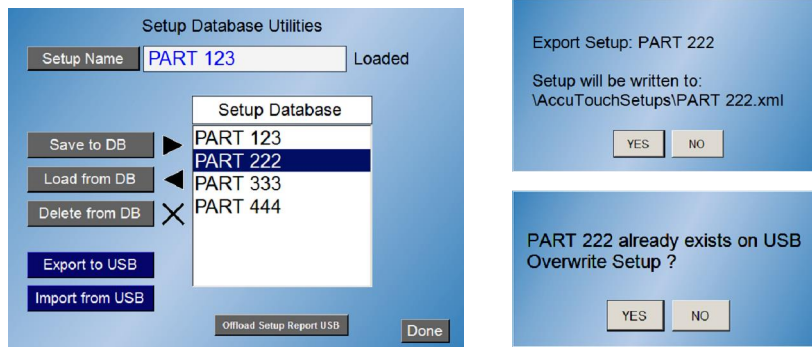 Setup Database Utilities
Setup Name PART 123 Loaded
Setup Database
Save to DB
Load from DB
Delete from DB
PART 123
PART 222
PART 333
PART 444
Export to USB
Import from USB
Offload Setup Report USB
Done
Export Setup: PART 222
Setup will be written to:
\AccuTouchSetups\PART 222.xml
YES NO
PART 222 already exists on USB
Overwrite Setup ?
YES NO